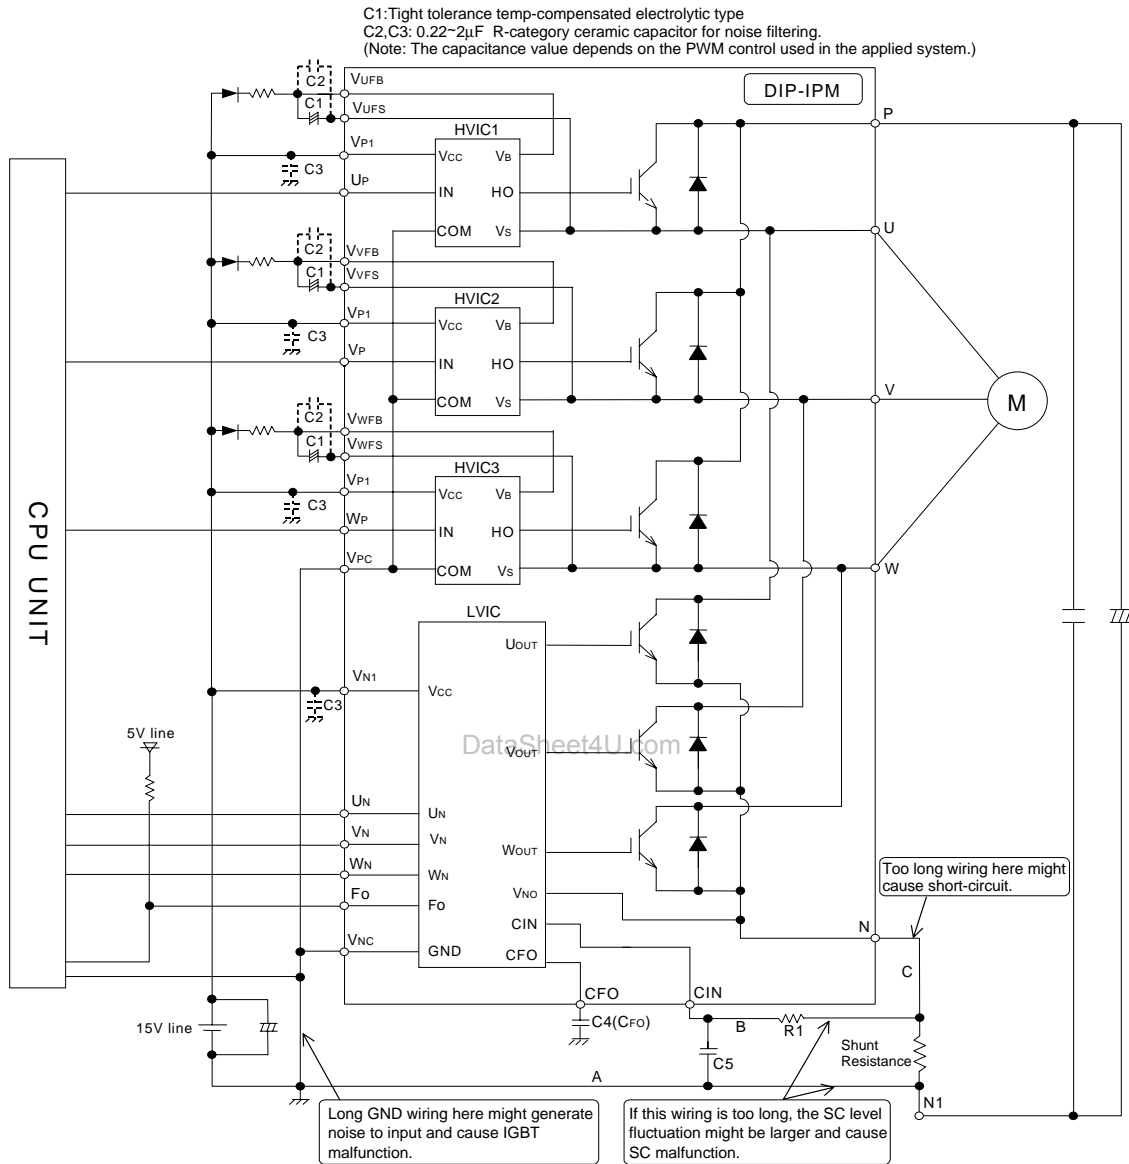 C1:Tight tolerance temp-compensated electrolytic type
C2,C3: 0.22~2μF R-category ceramic capacitor for noise filtering.
(Note: The capacitance value depends on the PWM control used in the applied system.)
DIP-IPM
C2
VUFB
C1
VUFS
P
HVIC1
VP1
VCC
VB
C3
UP
IN
HO
COM
VS
U
C2
VVFB
C1
VVFS
HVIC2
VP1
VCC
VB
C3
VP
IN
HO
COM
VS
V
M
C2
VWFB
C1
VWFS
HVIC3
VP1
VCC
VB
C3
WP
IN
HO
VPC
COM
VS
W
CPU UNIT
LVIC
UOUT
VN1
VCC
C3
5V line
DataSheet4U.com
VOUT
UN
UN
VN
VN
WN
WN
WOUT
Fo
Fo
VNO
CIN
VNC
GND
CFO
Too long wiring here might
cause short-circuit.
N
C
CFO
CIN
C4(CFO)
B
R1
15V line
C5
Shunt
Resistance
A
N1
Long GND wiring here might generate
noise to input and cause IGBT
malfunction.
If this wiring is too long, the SC level
fluctuation might be larger and cause
SC malfunction.